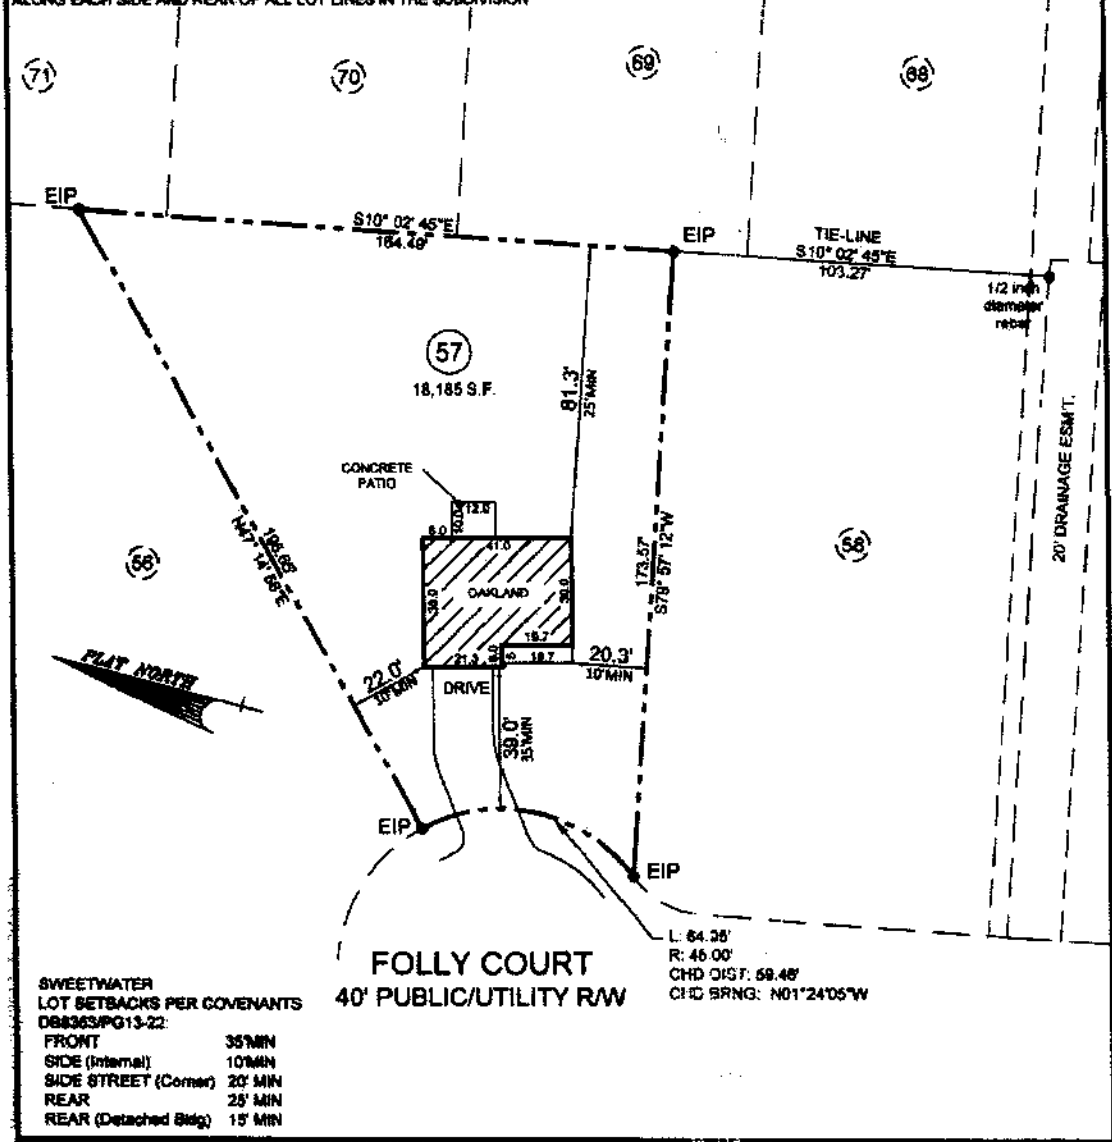 ALONG EACH SIDE AND REAR OF ALL LOT LINES IN THE SUBDIVISION
71
70
69
68
EIP
S10° 02' 45"E
164.49'
EIP
TIE-LINE
S10° 02' 45"E
103.27'
1/2 inch
diameter
rebar
57
18,185 S.F.
81.3'
25'MIN
CONCRETE
PATIO
12.0
10.0
8.0
41.0
56
N47° 14' 56"E
OAKLAND
30.0
173.57'
S79° 57' 12"W
58
20' DRAINAGE ESM'T.
PLAT NORTH
19.7
21.3
19.7
20.3'
10'MIN
22.0'
10'MIN
DRIVE
39.0'
35'MIN
EIP
EIP
FOLLY COURT
40' PUBLIC/UTILITY R/W
R: 45.00'
CHD DIST: 59.46'
CHD BRNG: N01°24'05"W
SWEETWATER
LOT SETBACKS PER COVENANTS
DB8363/PG13-22:
FRONT 35'MIN
SIDE (Internal) 10'MIN
SIDE STREET (Corner) 20' MIN
REAR 25' MIN
REAR (Detached Bldg) 15' MIN